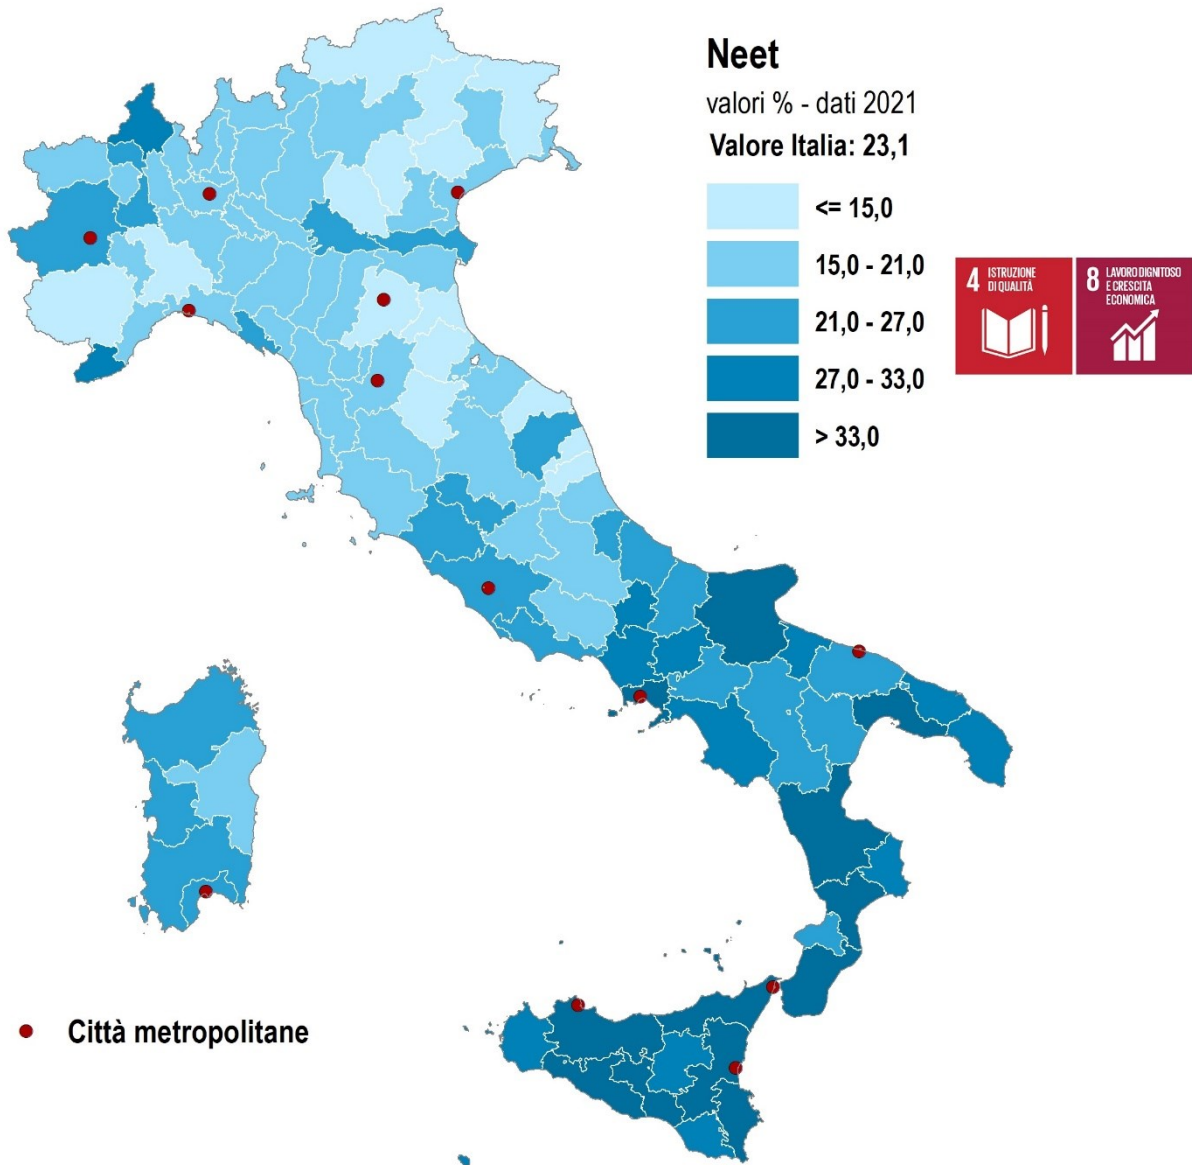 Neet
valori % - dati 2021
Valore Italia: 23,1
<= 15,0
15,0 - 21,0
21,0 - 27,0
27,0 - 33,0
> 33,0
4 ISTRUZIONE
DI QUALITÀ
8 LAVORO DIGNITOSO
E CRESCITA
ECONOMICA
Città metropolitane